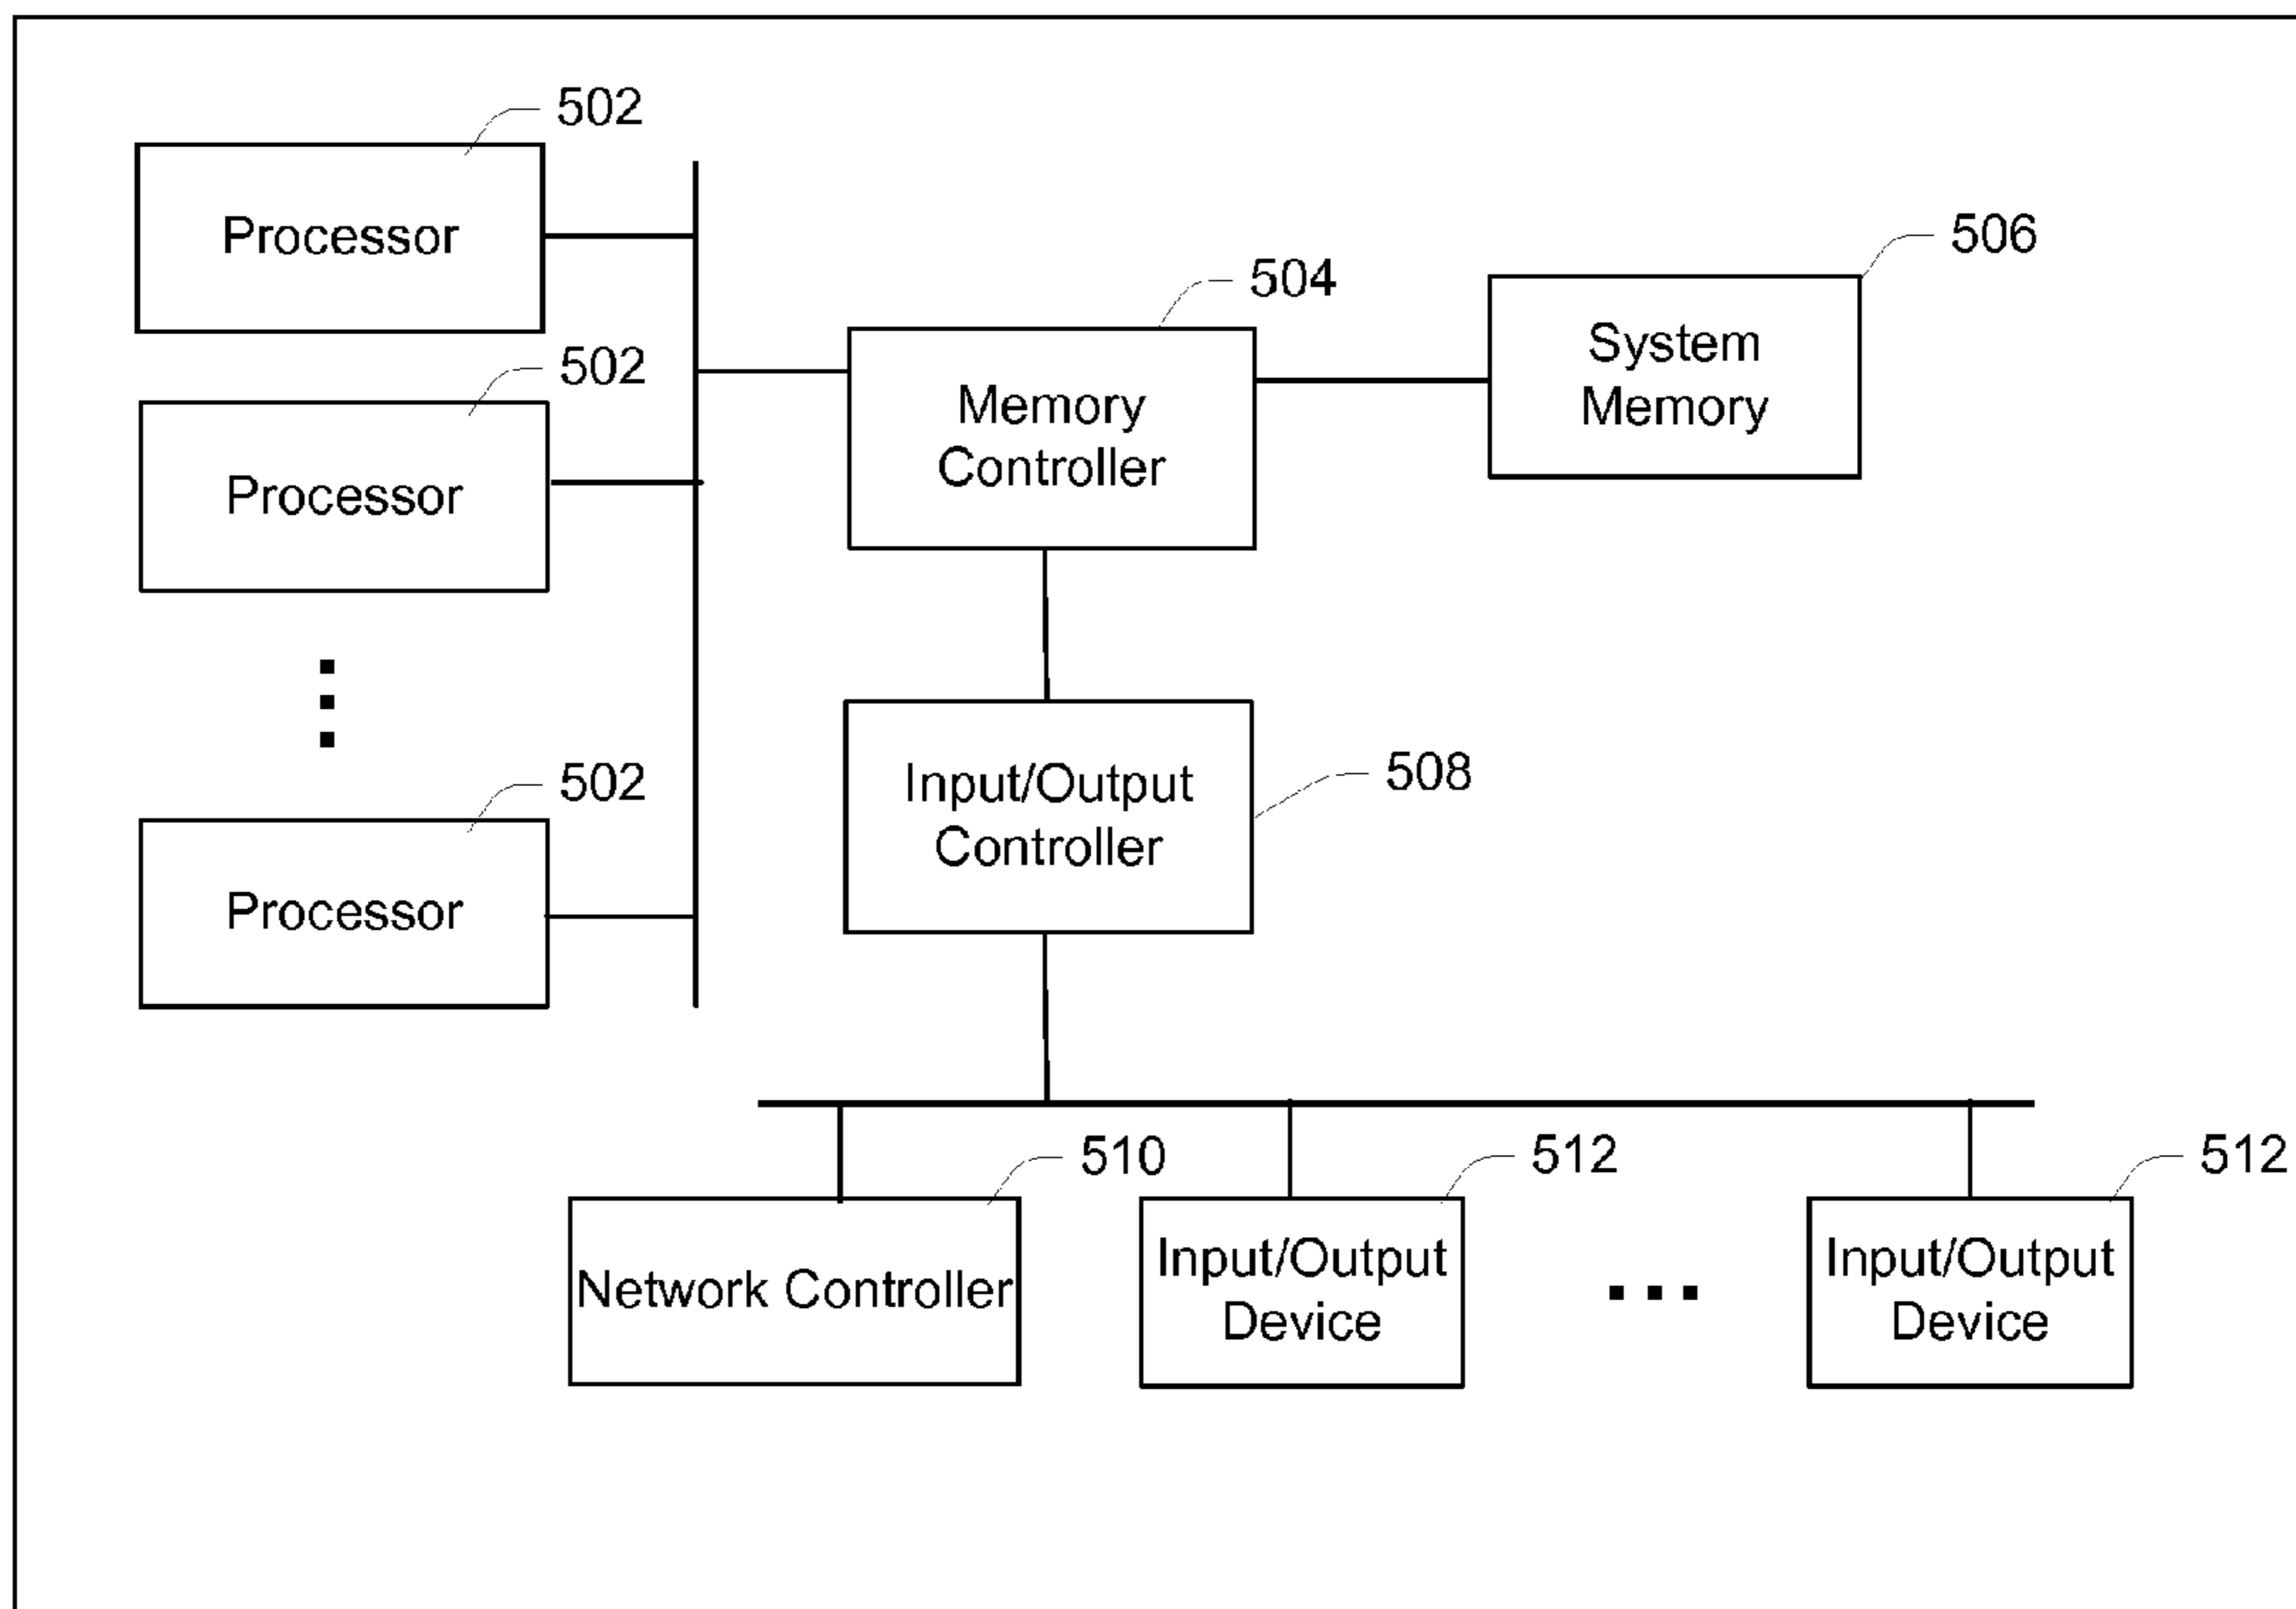 502
Processor
502
Processor
502
Processor
504
Memory
Controller
506
System
Memory
508
Input/Output
Controller
510
Network Controller
512
Input/Output
Device
512
Input/Output
Device